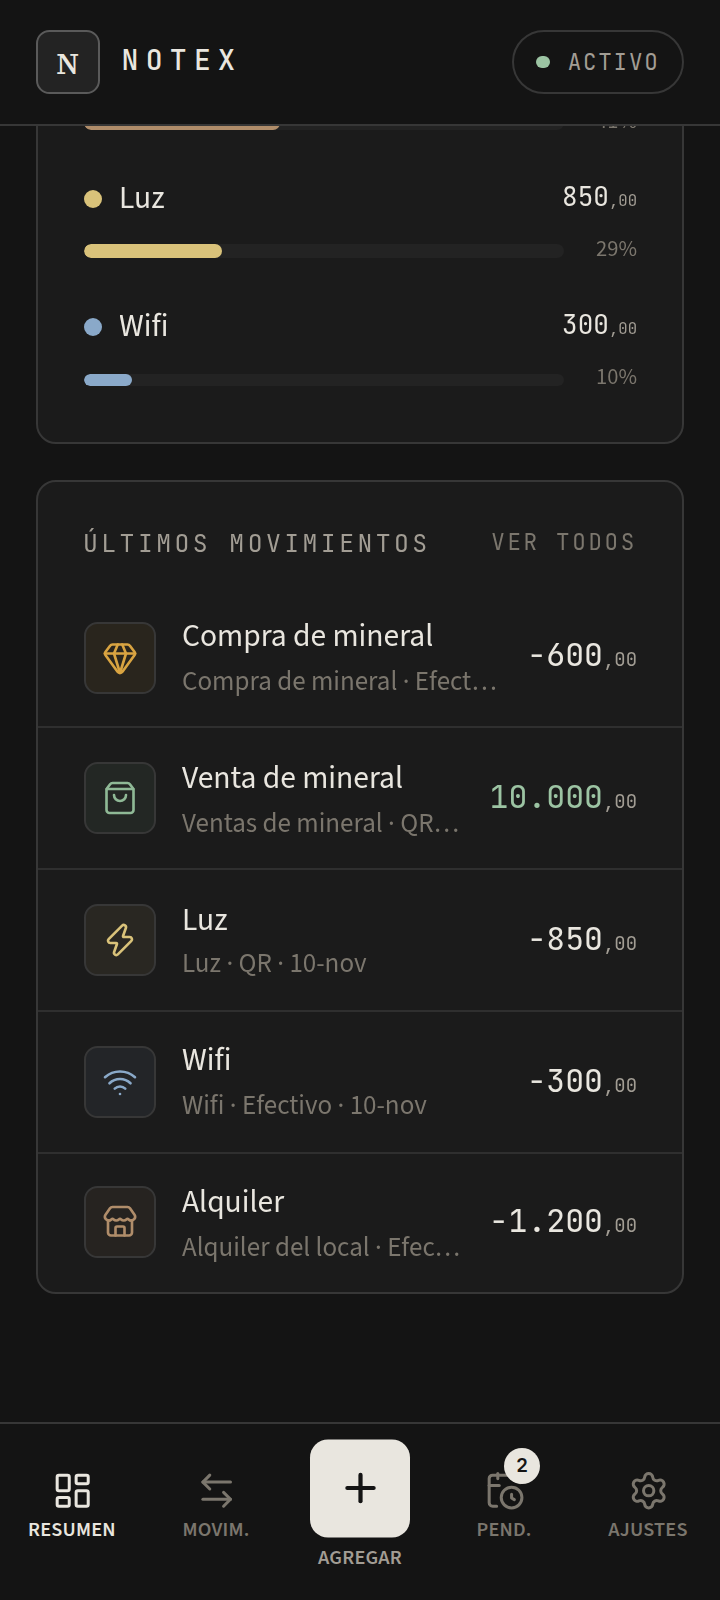 N NOTEX
ACTIVO
Luz 850,00
29%
Wifi 300,00
10%
ÚLTIMOS MOVIMIENTOS VER TODOS
Compra de mineral -600,00
Compra de mineral · Efect...
Venta de mineral 10.000,00
Ventas de mineral · QR...
Luz -850,00
Luz · QR · 10-nov
Wifi -300,00
Wifi · Efectivo · 10-nov
Alquiler -1.200,00
Alquiler del local · Efec...
2
RESUMEN MOVIM. PEND. AJUSTES
AGREGAR